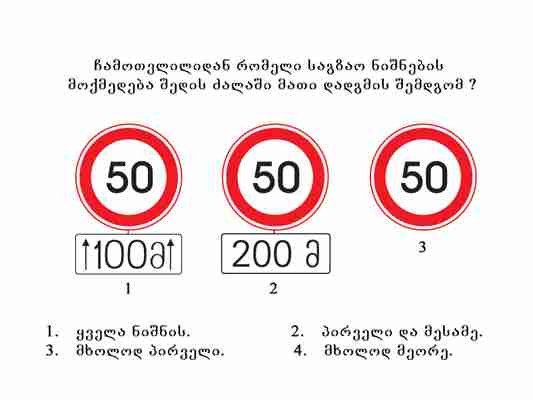 ჩამოთვლილიდან რომელი საგზაო ნიშნების
მოქმედება შედის ძალაში მათი დადგმის შემდგომ ?
50 50 50
↑100მ↑ 200 მ
1 2 3
1. ყველა ნიშნის. 2. პირველი და მესამე.
3. მხოლოდ პირველი. 4. მხოლოდ მეორე.